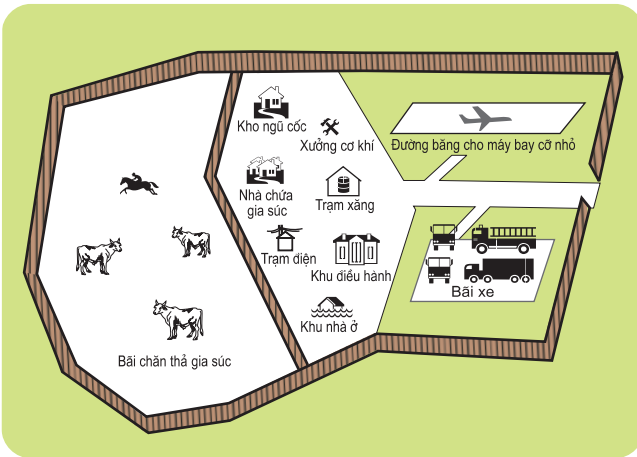 Kho ngũ cốc
Xưởng cơ khí
Đường băng cho máy bay cỡ nhỏ
Nhà chứa
gia súc
Trạm xăng
Trạm điện
Khu điều hành
Bãi xe
Khu nhà ở
Bãi chăn thả gia súc